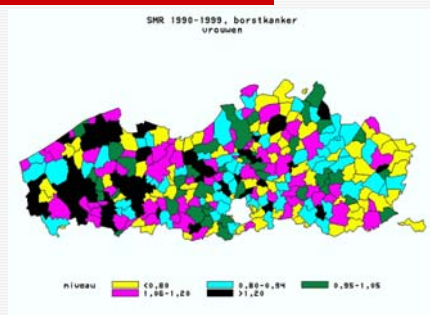 SMR 1990-1999, borstkanker
vrouwen
niveau <0,80 0,80-0,94 0,95-1,05
1,06-1,20 >1,20